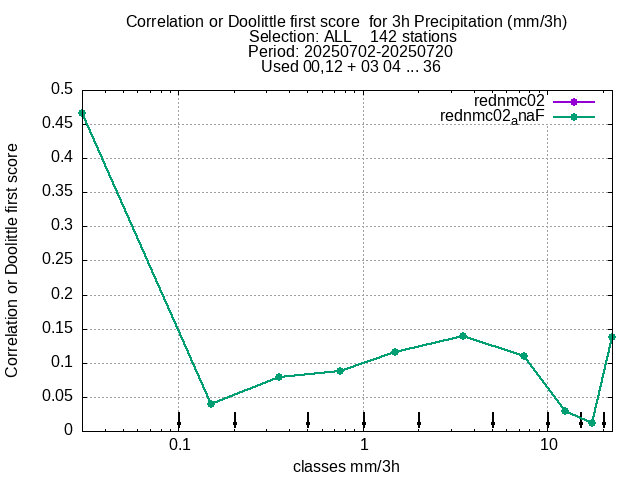 Correlation or Doolittle first score  for 3h Precipitation (mm/3h)
Selection: ALL    142 stations
Period: 20250702-20250720
Used 00,12 + 03 04 ... 36
rednmc02
rednmc02anaF
0.5
0.45
0.4
0.35
0.3
0.25
0.2
0.15
0.1
0.05
0
Correlation or Doolittle first score
0.1
1
10
classes mm/3h